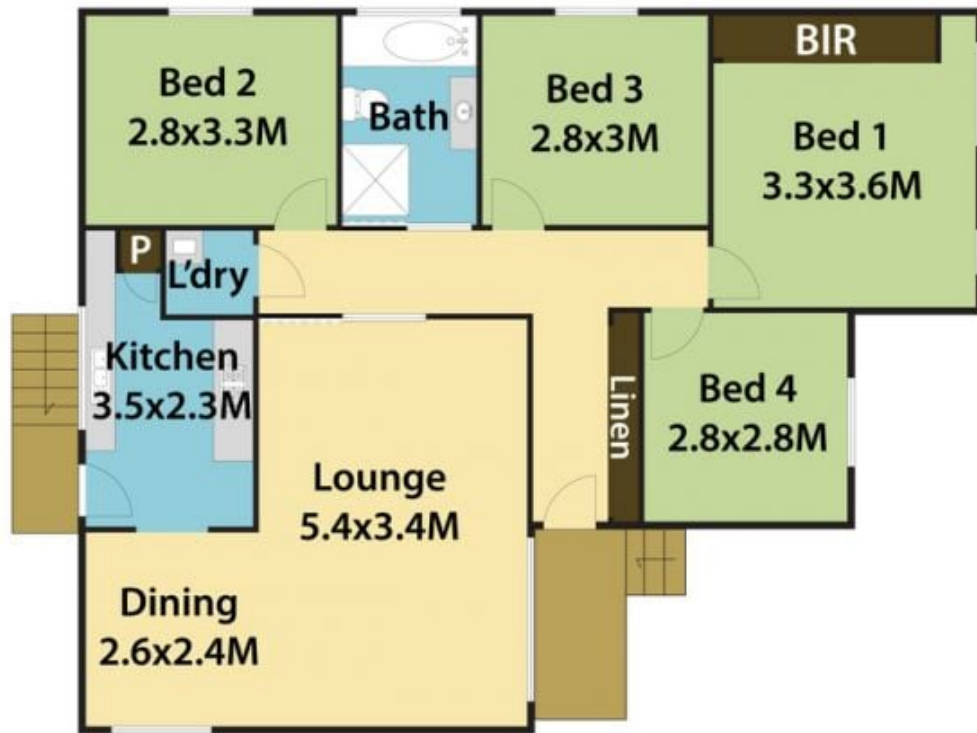 Bed 2
2.8x3.3M
Bath
Bed 3
2.8x3M
BIR
Bed 1
3.3x3.6M
P
L'dry
Kitchen
3.5x2.3M
Lounge
5.4x3.4M
Linen
Bed 4
2.8x2.8M
Dining
2.6x2.4M